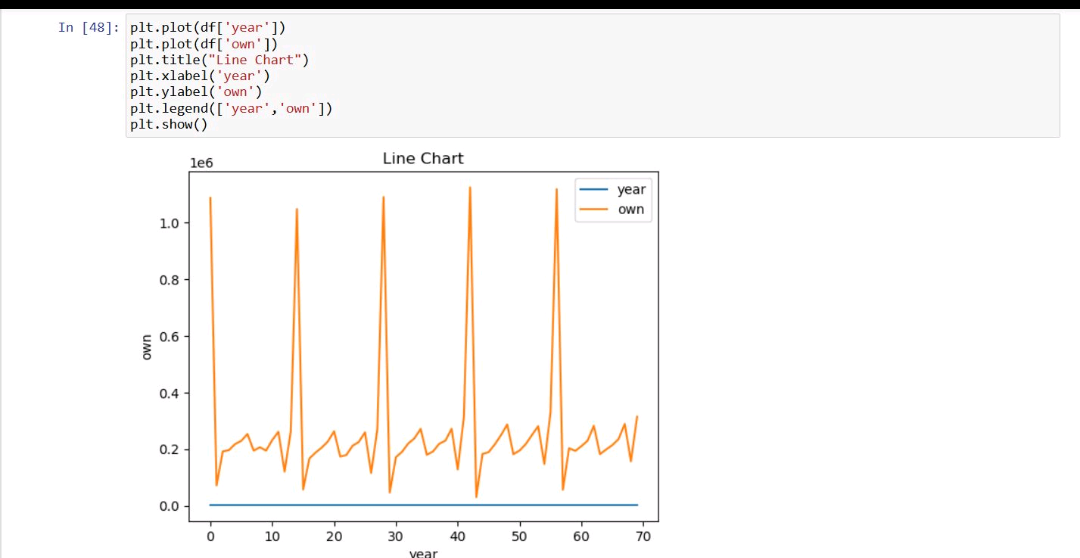 In [48]: plt.plot(df['year'])
plt.plot(df['own'])
plt.title("Line Chart")
plt.xlabel('year')
plt.ylabel('own')
plt.legend(['year','own'])
plt.show()
Line Chart
1e6
year
own
1.0
0.8
0.6
0.4
0.2
0.0
own
0 10 20 30 40 50 60 70
year